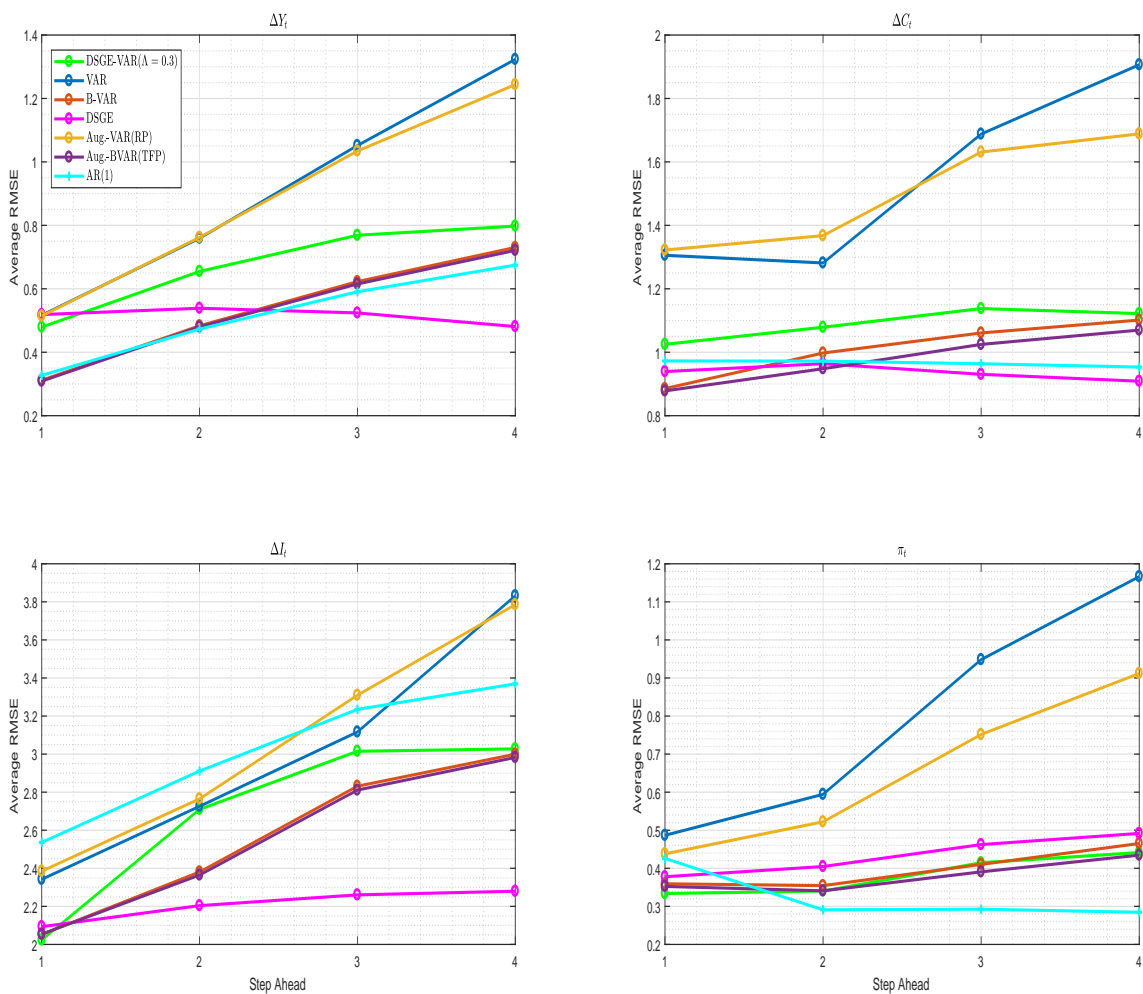 ΔY_t
Average RMSE
1.4
1.2
1
0.8
0.6
0.4
0.2
DSGE-VAR(Λ = 0.3)
VAR
B-VAR
DSGE
Aug.-VAR(RP)
Aug.-BVAR(TFP)
AR(1)
1 2 3 4
ΔC_t
Average RMSE
2
1.8
1.6
1.4
1.2
1
0.8
1 2 3 4
ΔI_t
Average RMSE
4
3.8
3.6
3.4
3.2
3
2.8
2.6
2.4
2.2
2
1 2 3 4
Step Ahead
π_t
Average RMSE
1.2
1.1
1
0.9
0.8
0.7
0.6
0.5
0.4
0.3
0.2
1 2 3 4
Step Ahead